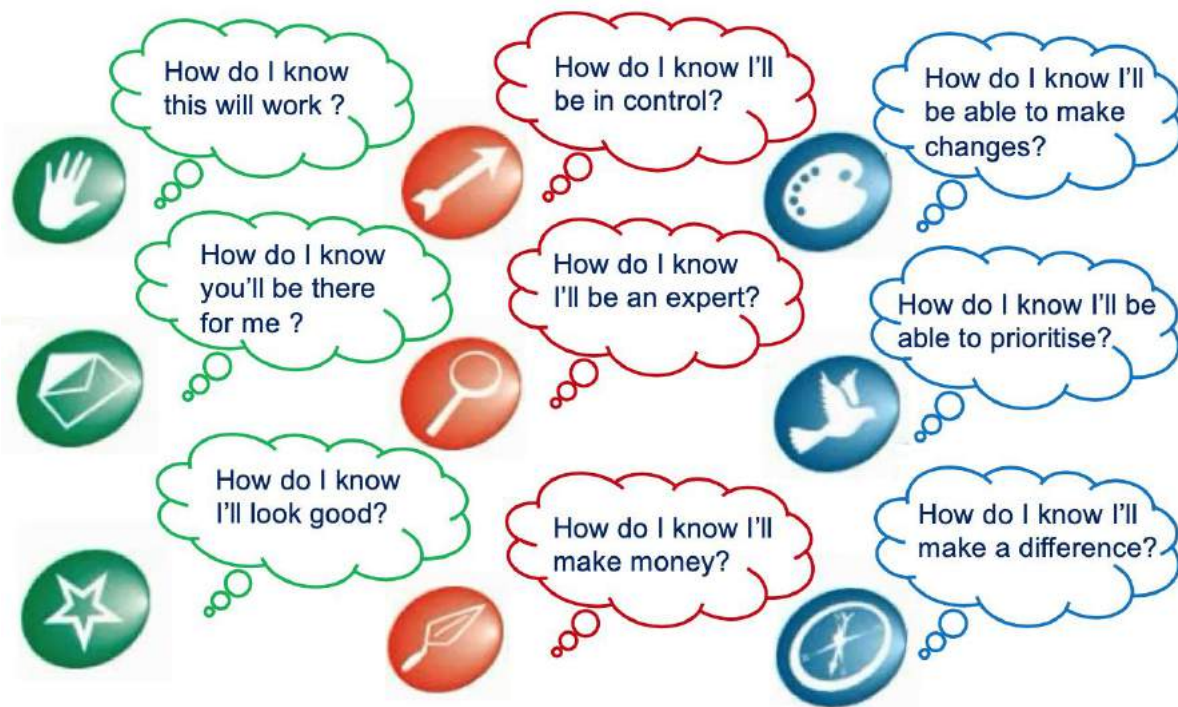 How do I know
this will work ?
How do I know I'll
be in control?
How do I know I'll
be able to make
changes?
How do I know
you'll be there
for me ?
How do I know
I'll be an expert?
How do I know I'll be
able to prioritise?
How do I know
I'll look good?
How do I know I'll
make money?
How do I know I'll
make a difference?